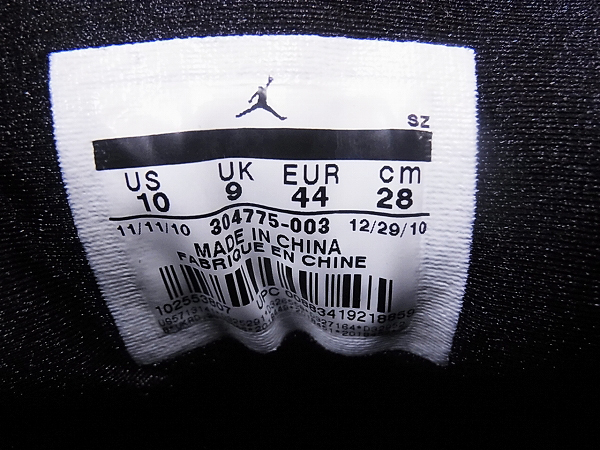 SZ
US UK EUR cm
10 9 44 28
11/11/10 304775-003 12/29/10
MADE IN CHINA
FABRIQUE EN CHINE
UPC